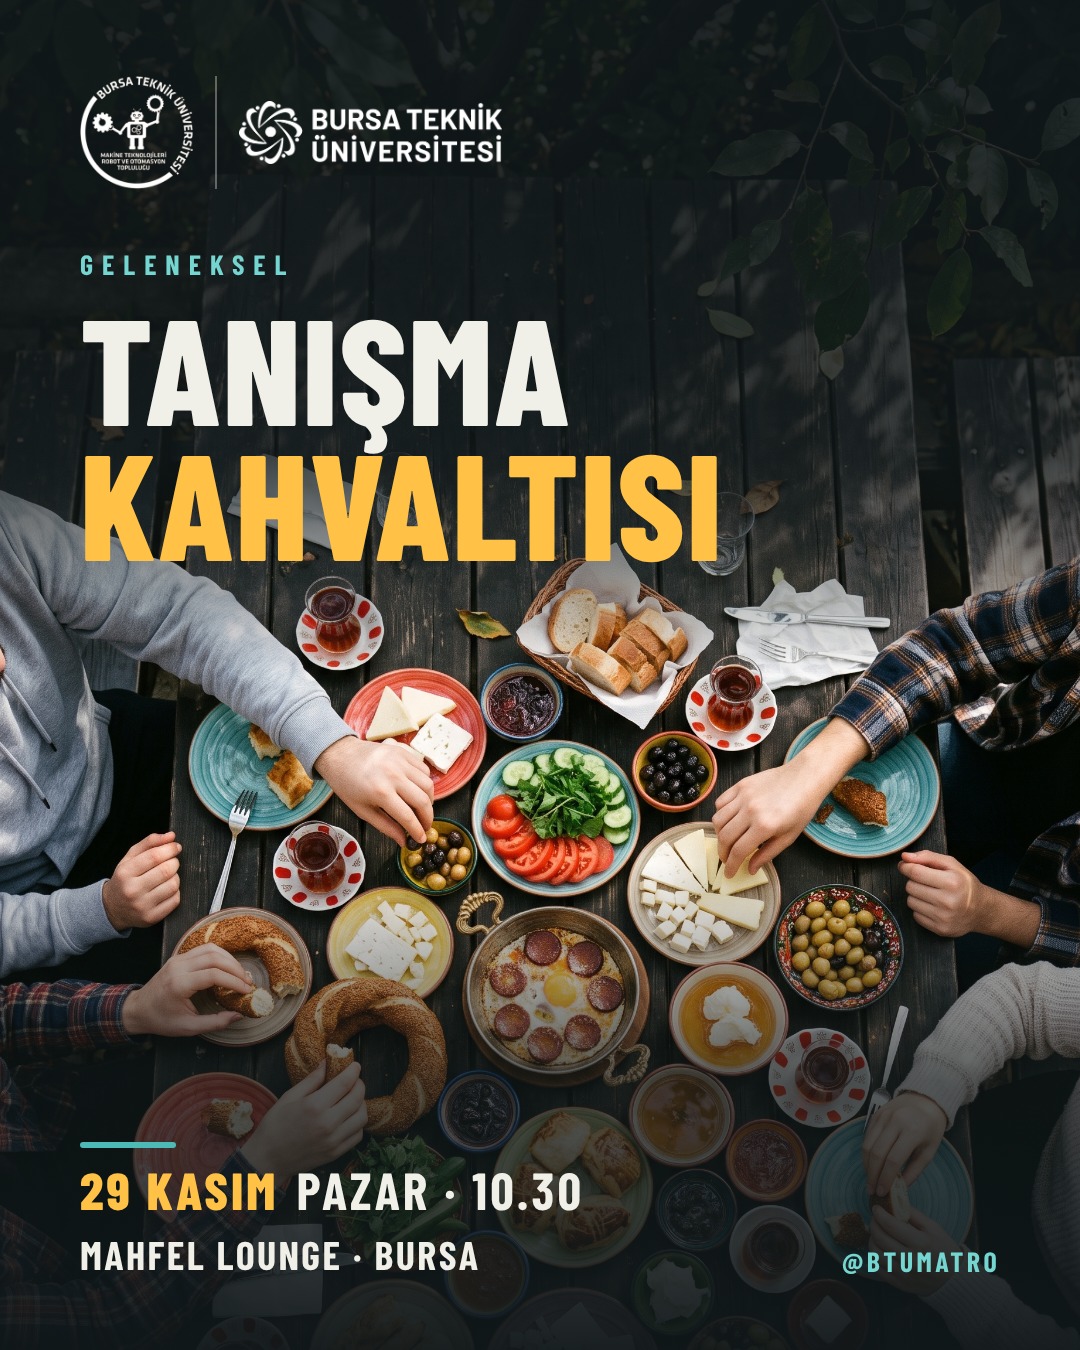 BURSA TEKNİK ÜNİVERSİTESİ
MAKİNE TEKNOLOJİLERİ
ROBOT VE OTOMASYON
TOPLULUĞU
BURSA TEKNİK
ÜNİVERSİTESİ
GELENEKSEL
TANIŞMA
KAHVALTISI
29 KASIM PAZAR · 10.30
MAHFEL LOUNGE · BURSA
@BTUMATRO